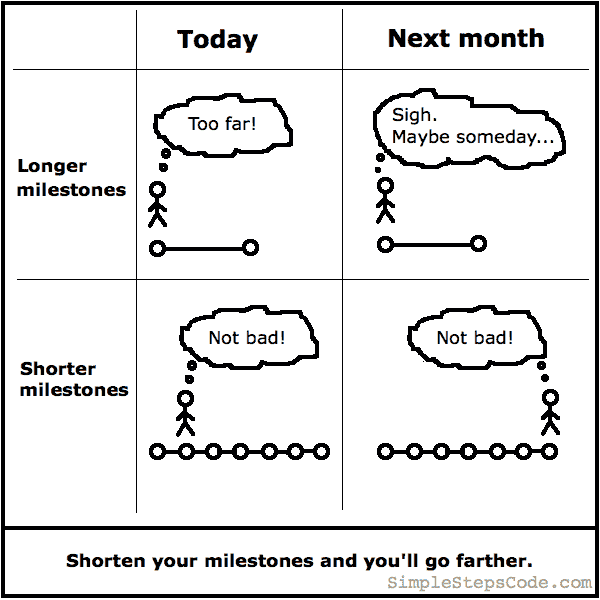 Today
Next month
Longer
milestones
Too far!
Sigh.
Maybe someday...
Shorter
milestones
Not bad!
Not bad!
Shorten your milestones and you'll go farther.
SimpleStepsCode.com